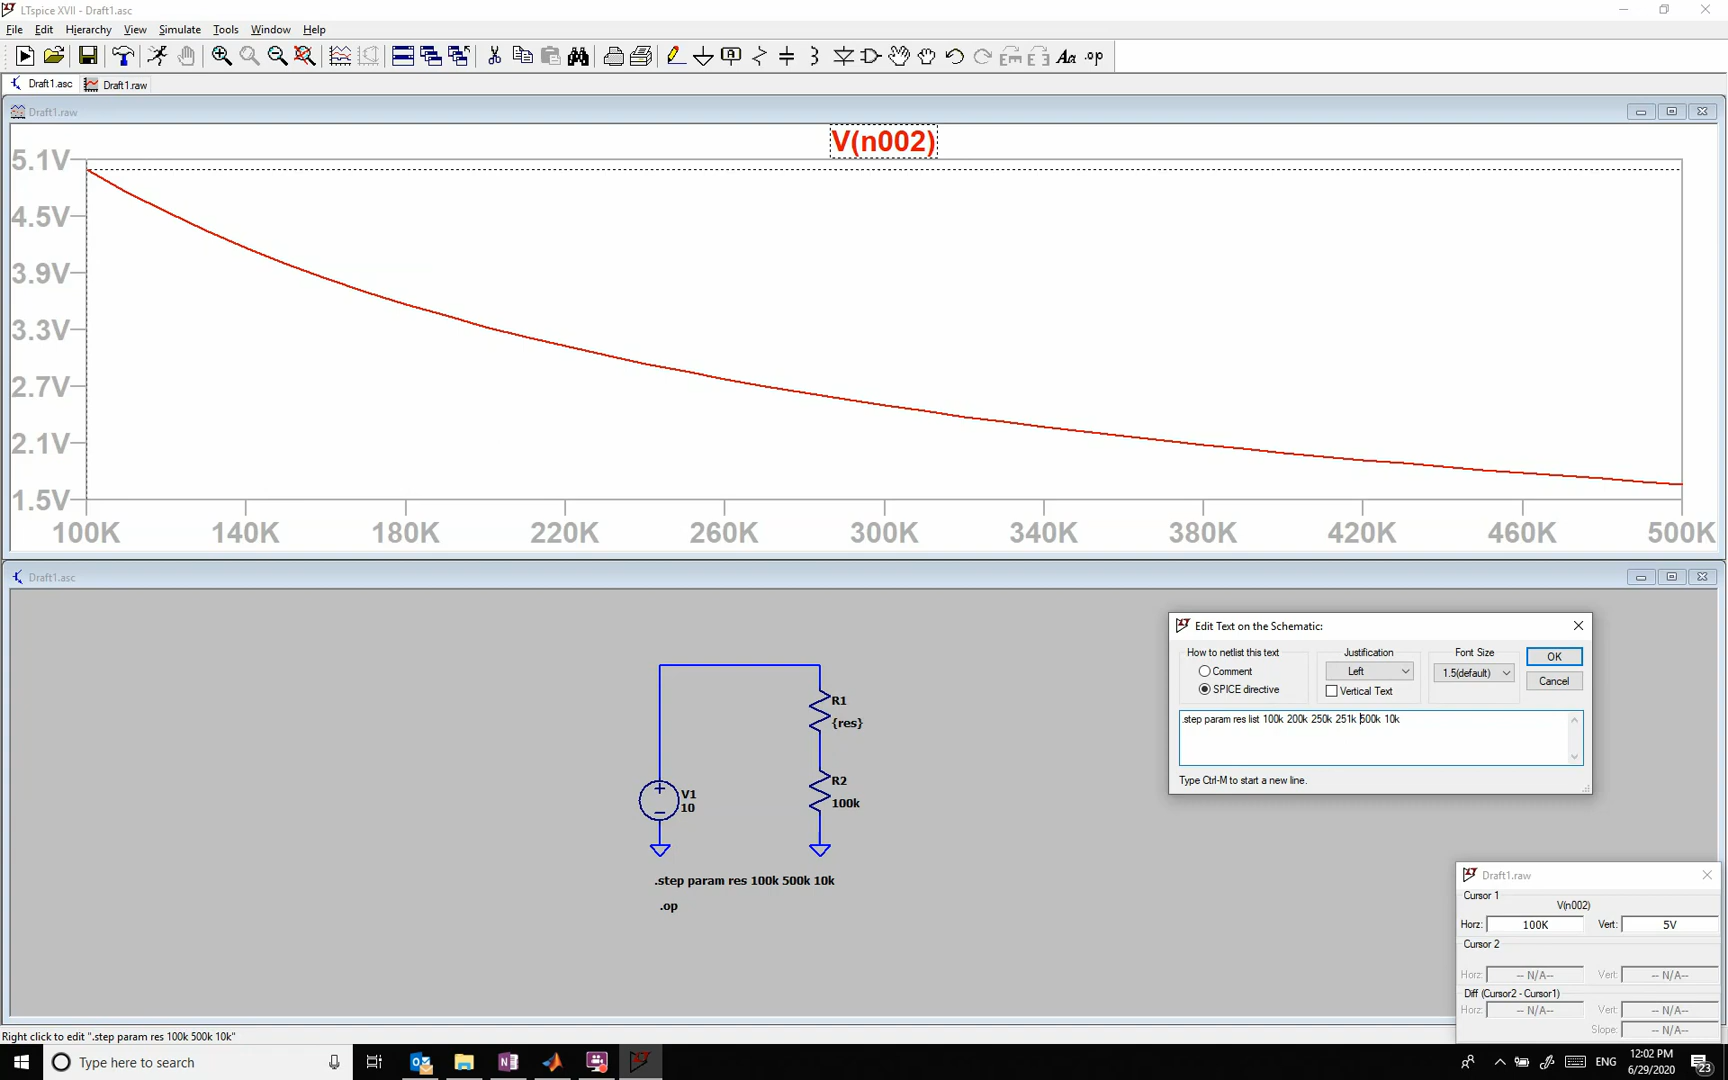 LTspice XVII - Draft1.asc
File Edit Hierarchy View Simulate Tools Window Help
Draft1.asc Draft1.raw
Draft1.raw
V(n002)
5.1V
4.5V
3.9V
3.3V
2.7V
2.1V
1.5V
100K 140K 180K 220K 260K 300K 340K 380K 420K 460K 500K
Draft1.asc
R1
{res}
R2
100k
V1
10
.step param res 100k 500k 10k
.op
Edit Text on the Schematic:
How to netlist this text
Comment
SPICE directive
Justification
Left
Vertical Text
Font Size
1.5(default)
OK
Cancel
.step param res list 100k 200k 250k 251k 500k 10k
Type Ctrl-M to start a new line.
Draft1.raw
Cursor 1
V(n002)
Horz: 100K Vert: 5V
Cursor 2
Horz: -- N/A-- Vert: -- N/A--
Diff (Cursor2 - Cursor1)
Horz: -- N/A-- Vert: -- N/A--
Slope: -- N/A--
Right click to edit ".step param res 100k 500k 10k"
Type here to search
ENG
12:02 PM
6/29/2020
23